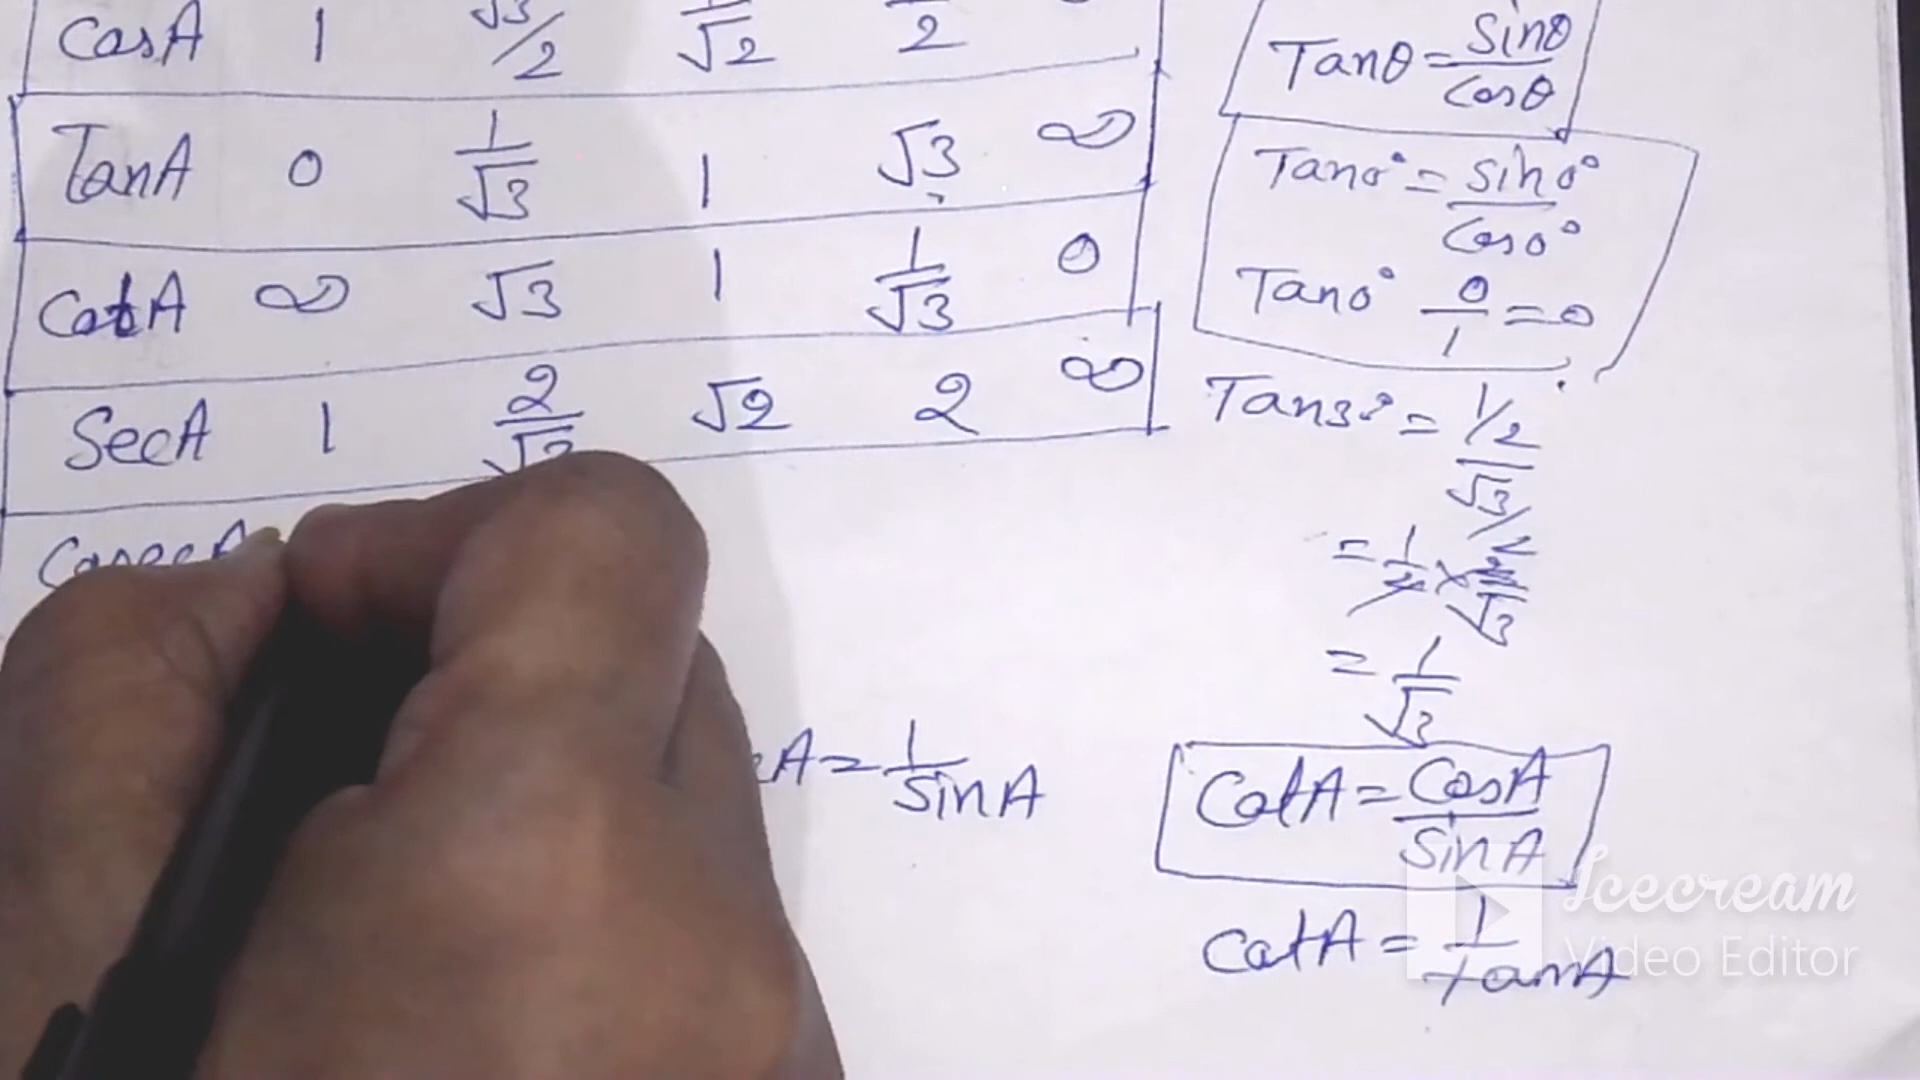 CosA 1 √3/2 1/√2 1/2
TanA 0 1/√3 1 √3 ∞
CotA ∞ √3 1 1/√3 0
SecA 1 2/√3 √2 2 ∞
CosecA
A = 1/sinA
Tanθ = sinθ/cosθ
Tan0° = sin0°/cos0°
Tan0° 0/1 = 0
Tan3° = 1/2
√3/2
= 1/2 × 2/√3
= 1/√3
CotA = CosA/sinA
CotA = 1/tanA
Icecream
Video Editor